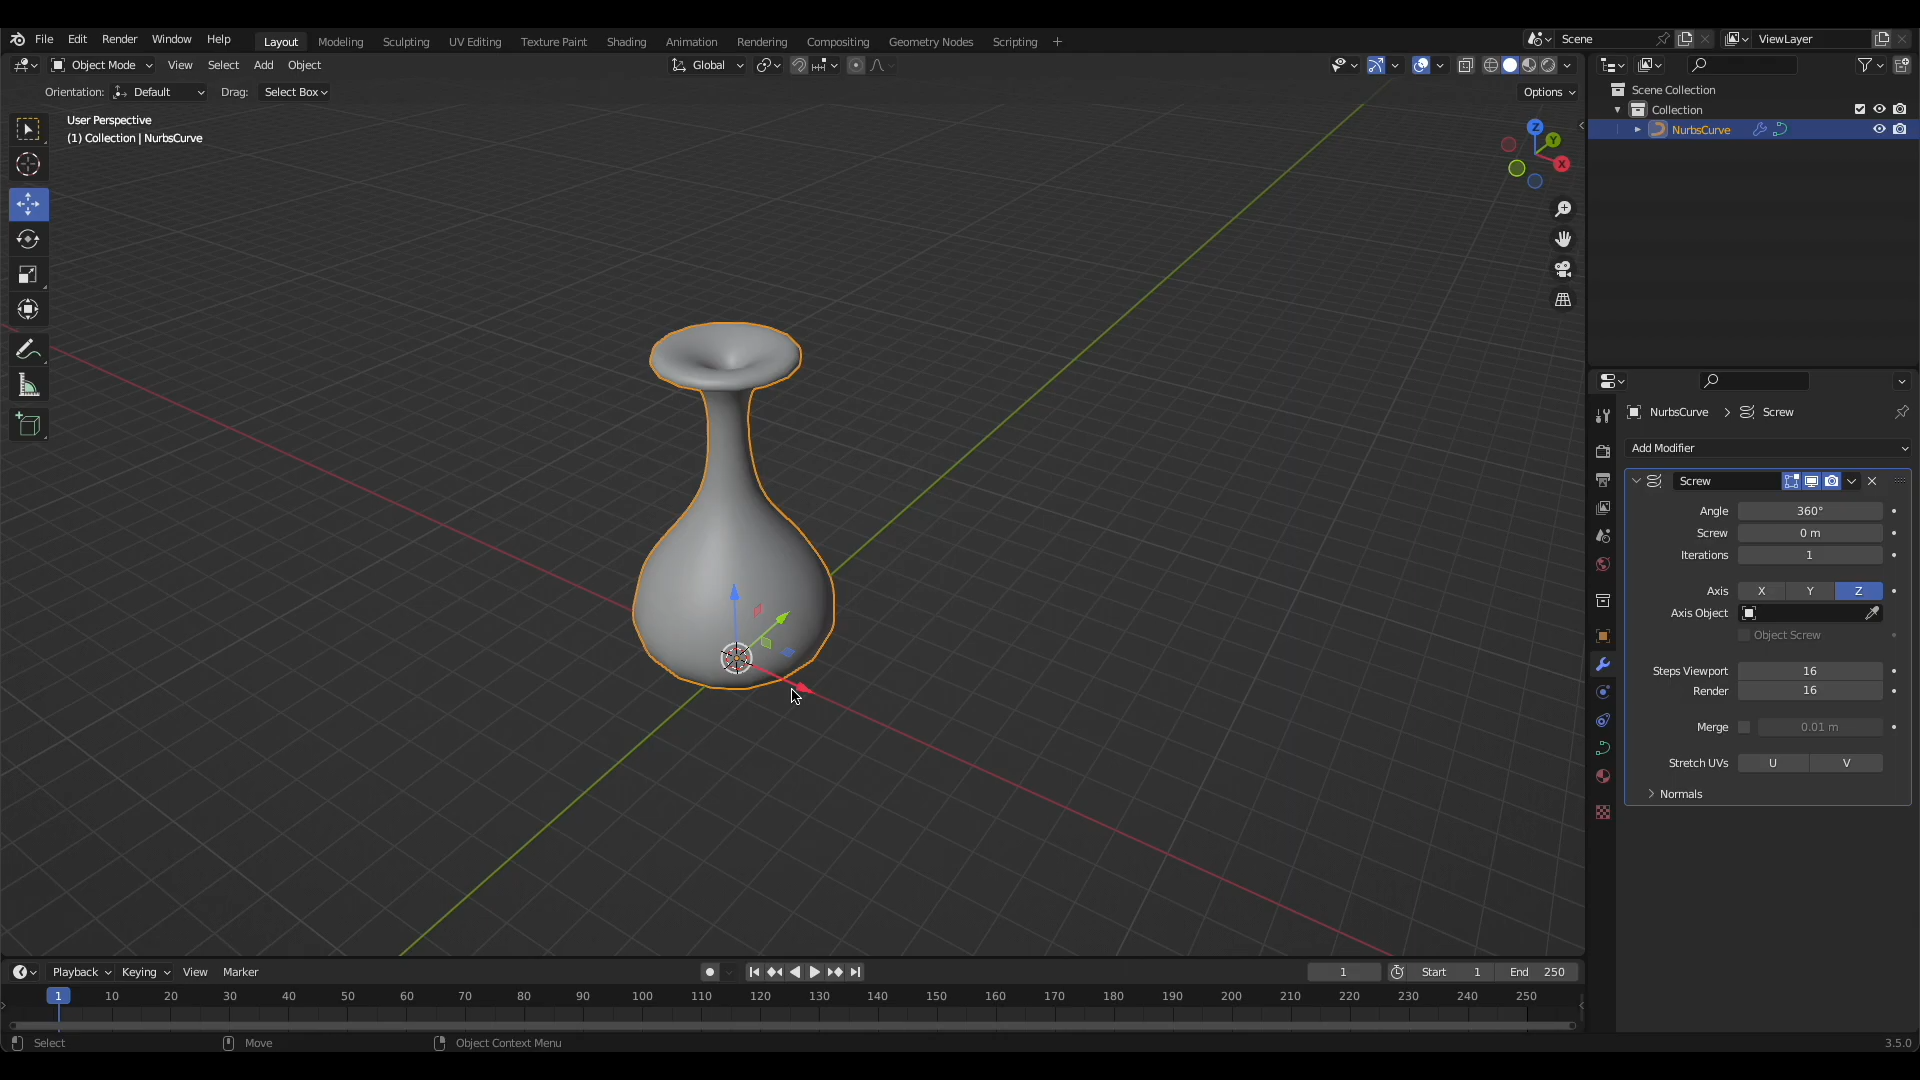 File Edit Render Window Help Layout Modeling Sculpting UV Editing Texture Paint Shading Animation Rendering Compositing Geometry Nodes Scripting + Scene ViewLayer
Object Mode View Select Add Object Global
Orientation: Default Drag: Select Box Options
User Perspective
(1) Collection | NurbsCurve
Z
Y
X
Scene Collection
Collection
NurbsCurve
NurbsCurve > Screw
Add Modifier
Screw
Angle 360°
Screw 0 m
Iterations 1
Axis X Y Z
Axis Object
Object Screw
Steps Viewport 16
Render 16
Merge 0.01 m
Stretch UVs U V
Normals
Playback Keying View Marker 1 Start 1 End 250
1 10 20 30 40 50 60 70 80 90 100 110 120 130 140 150 160 170 180 190 200 210 220 230 240 250
Select Move Object Context Menu 3.5.0